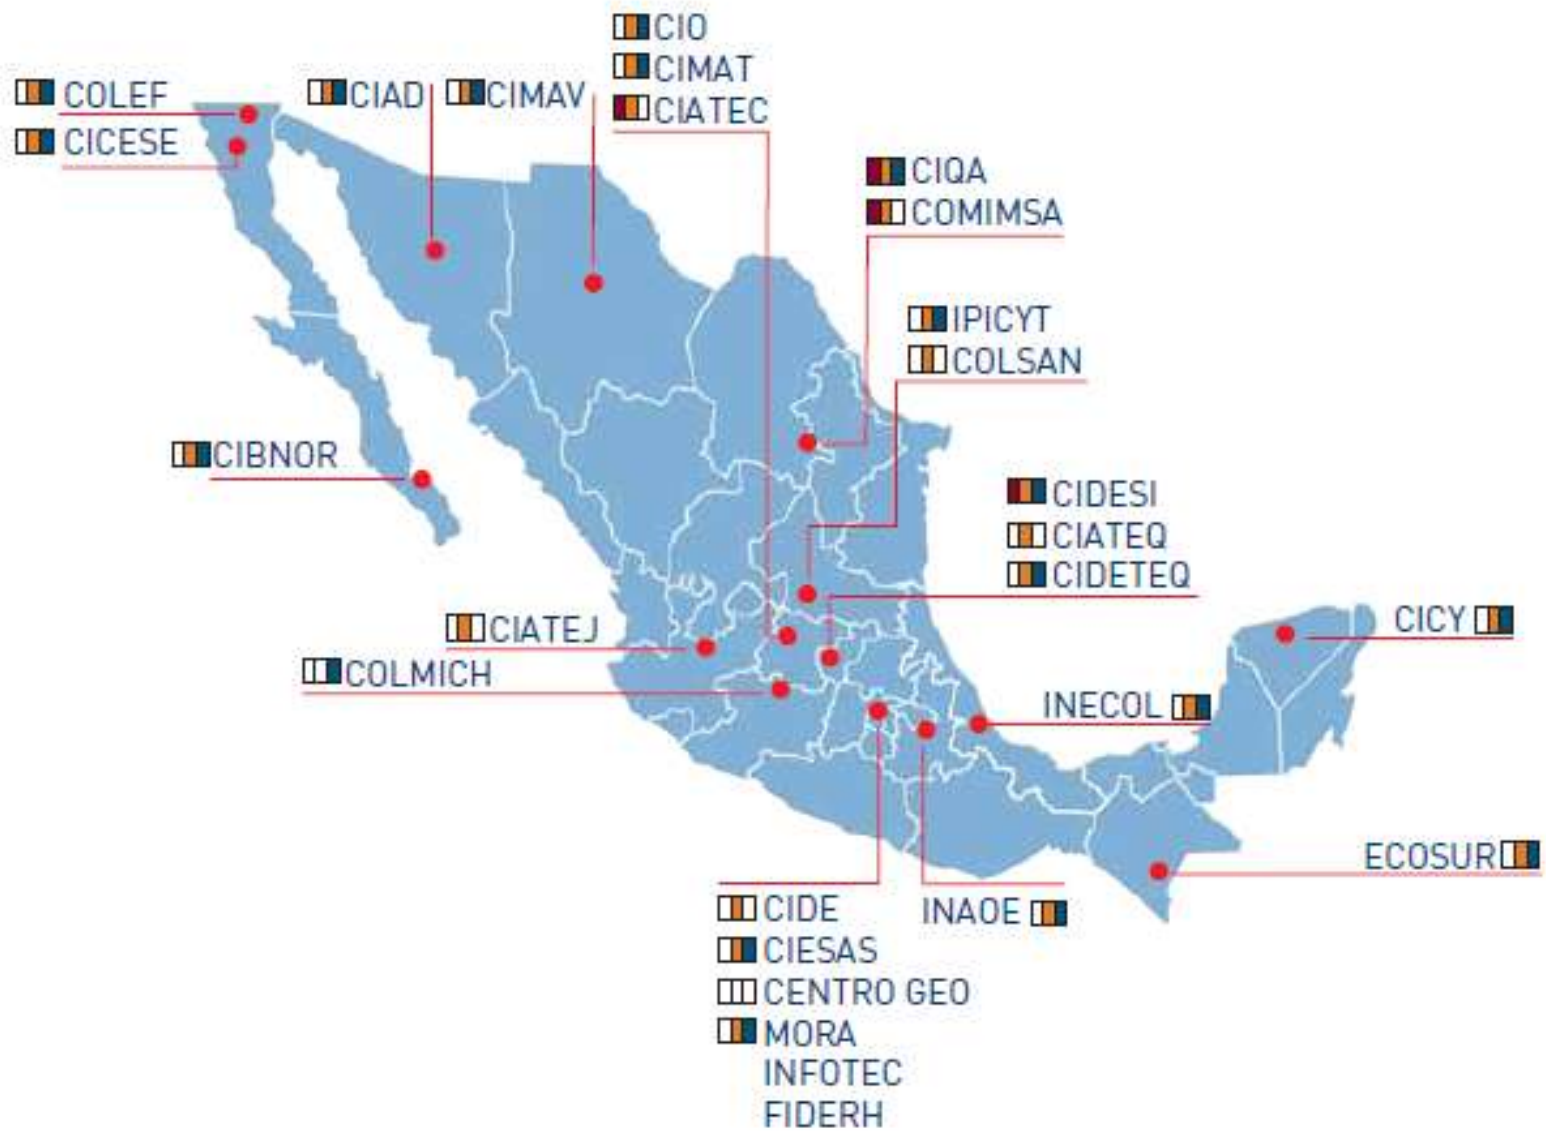 CIO
CIMAT
CIATEC
COLEF
CICESE
CIAD
CIMAV
CIQA
COMIMSA
IPICYT
COLSAN
CIBNOR
CIDESI
CIATEQ
CIDETEQ
CIATEJ
COLMICH
CICY
INECOL
ECOSUR
CIDE
CIESAS
CENTRO GEO
MORA
INFOTEC
FIDERH
INAOE